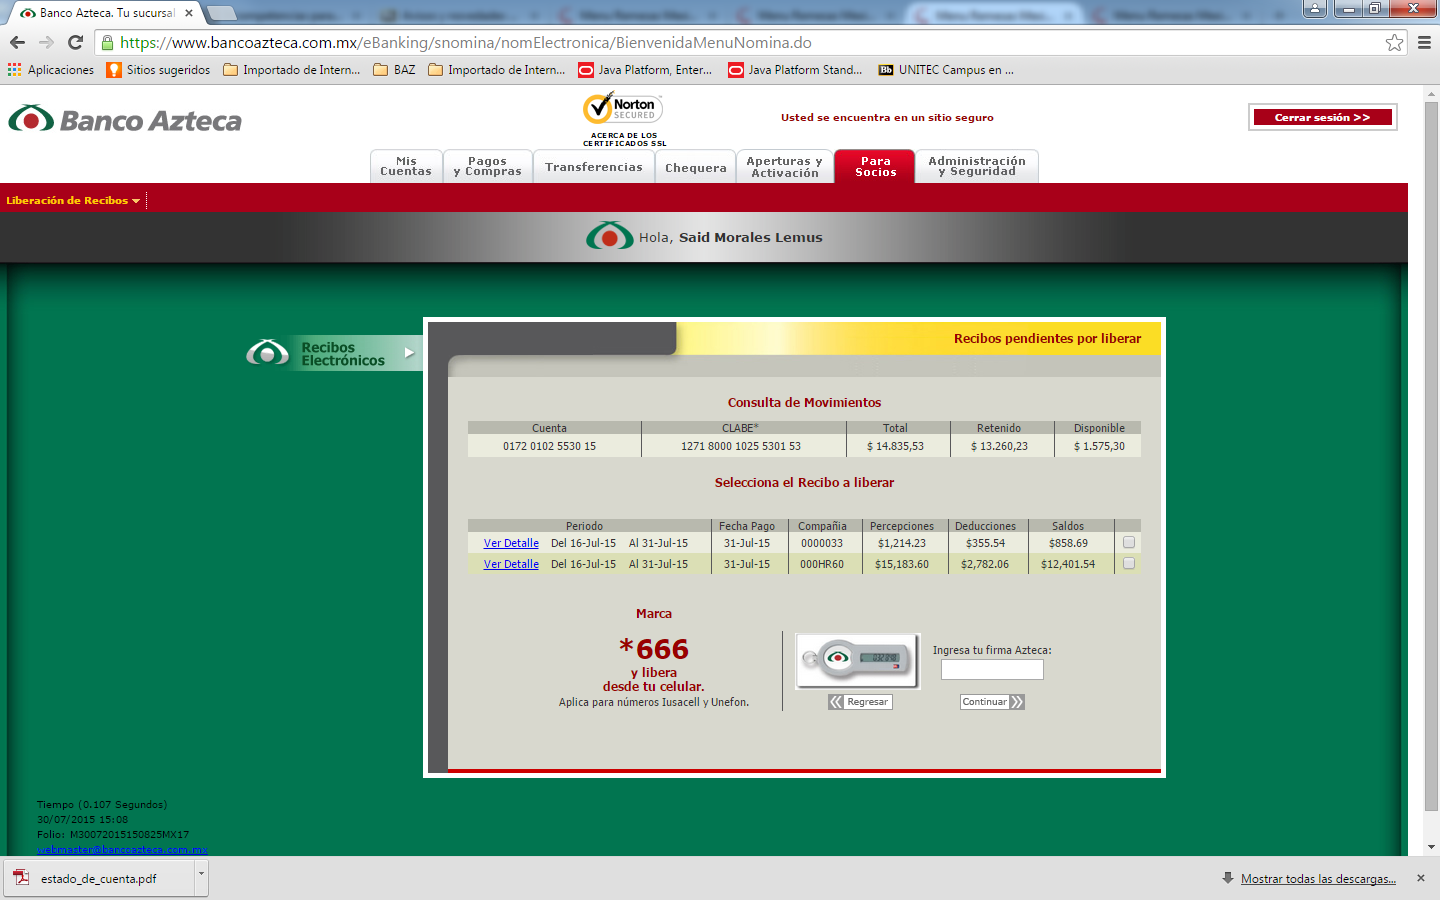 Banco Azteca. Tu sucursal
https://www.bancoazteca.com.mx/eBanking/snomina/nomElectronica/BienvenidaMenuNomina.do
Aplicaciones Sitios sugeridos Importado de Intern... BAZ Importado de Intern... Java Platform, Enter... Java Platform Stand... Bb UNITEC Campus en ...
Banco Azteca
Norton
SECURED
ACERCA DE LOS
CERTIFICADOS SSL
Usted se encuentra en un sitio seguro
Cerrar sesión >>
Mis Cuentas Pagos y Compras Transferencias Chequera Aperturas y Activación Para Socios Administración y Seguridad
Liberación de Recibos
Hola, Said Morales Lemus
Recibos
Electrónicos
Recibos pendientes por liberar
Consulta de Movimientos
Cuenta CLABE* Total Retenido Disponible
0172 0102 5530 15 1271 8000 1025 5301 53 $ 14.835,53 $ 13.260,23 $ 1.575,30
Selecciona el Recibo a liberar
Periodo Fecha Pago Compañia Percepciones Deducciones Saldos
Ver Detalle Del 16-Jul-15 Al 31-Jul-15 31-Jul-15 0000033 $1,214.23 $355.54 $858.69
Ver Detalle Del 16-Jul-15 Al 31-Jul-15 31-Jul-15 000HR60 $15,183.60 $2,782.06 $12,401.54
Marca
*666
y libera
desde tu celular.
Aplica para números Iusacell y Unefon.
Ingresa tu firma Azteca:
Regresar
Continuar
Tiempo (0.107 Segundos)
30/07/2015 15:08
Folio: M30072015150825MX17
webmaster@bancoazteca.com.mx
estado_de_cuenta.pdf
Mostrar todas las descargas...